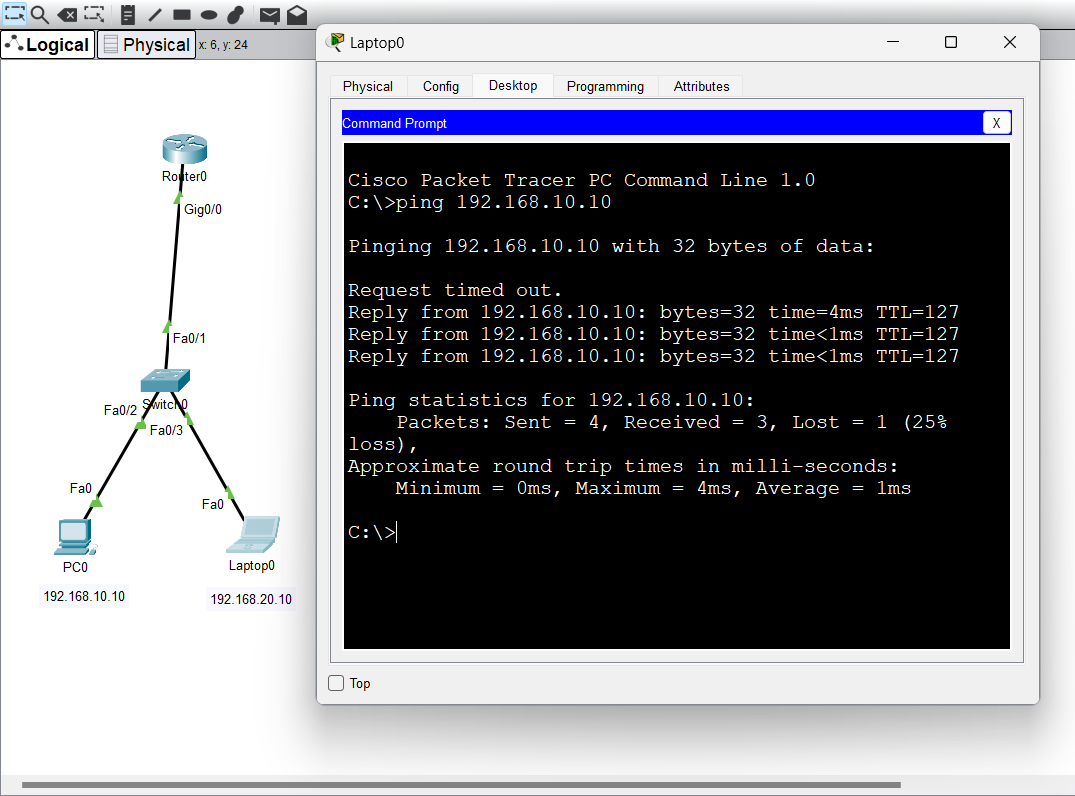 Logical
Physical
x: 6, y: 24
Router0
Gig0/0
Fa0/1
Switch0
Fa0/2
Fa0/3
Fa0
Fa0
PC0
Laptop0
192.168.10.10
192.168.20.10
Laptop0
Physical Config Desktop Programming Attributes
Command Prompt
X
Cisco Packet Tracer PC Command Line 1.0
C:\>ping 192.168.10.10
Pinging 192.168.10.10 with 32 bytes of data:
Request timed out.
Reply from 192.168.10.10: bytes=32 time=4ms TTL=127
Reply from 192.168.10.10: bytes=32 time<1ms TTL=127
Reply from 192.168.10.10: bytes=32 time<1ms TTL=127
Ping statistics for 192.168.10.10:
Packets: Sent = 4, Received = 3, Lost = 1 (25%
loss),
Approximate round trip times in milli-seconds:
Minimum = 0ms, Maximum = 4ms, Average = 1ms
C:\>
Top